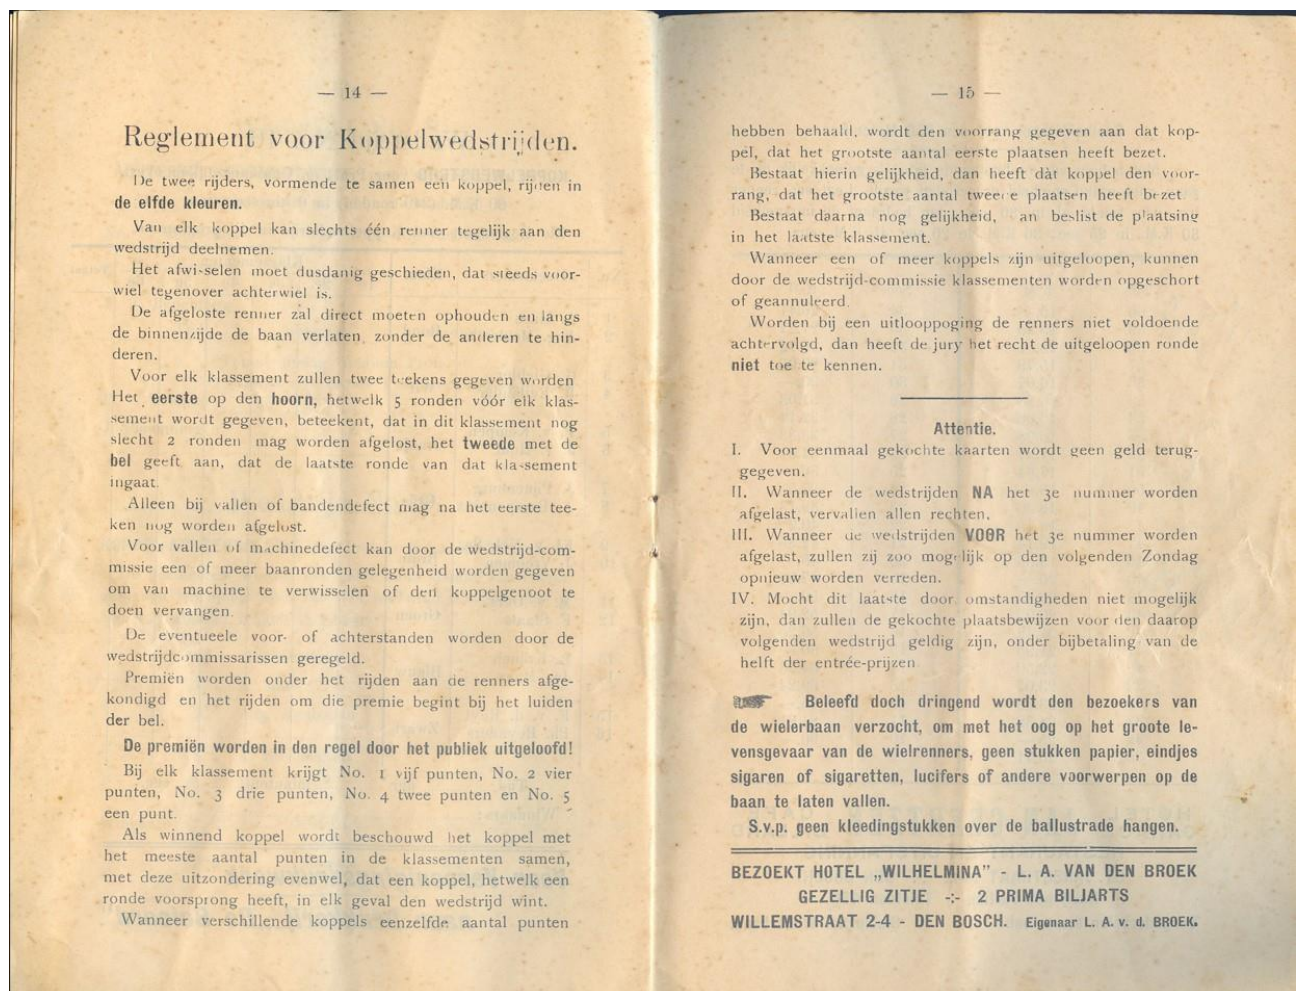 — 14 —
Reglement voor Koppelwedstrijden.
De twee rijders, vormende te samen een koppel, rijden in
de elfde kleuren.
Van elk koppel kan slechts één renner tegelijk aan den
wedstrijd deelnemen.
Het afwisselen moet dusdanig geschieden, dat steeds voor-
wiel tegenover achterwiel is.
De afgeloste renner zal direct moeten ophouden en langs
de binnenzijde de baan verlaten, zonder de anderen te hin-
deren.
Voor elk klassement zullen twee teekens gegeven worden
Het eerste op den hoorn, hetwelk 5 ronden vóór elk klas-
sement wordt gegeven, beteekent, dat in dit klassement nog
slecht 2 ronden mag worden afgelost, het tweede met de
bel geeft aan, dat de laatste ronde van dat klassement
ingaat.
Alleen bij vallen of bandendefect mag na het eerste tee-
ken nog worden afgelost.
Voor vallen of machinedefect kan door de wedstrijd-com-
missie een of meer baanronden gelegenheid worden gegeven
om van machine te verwisselen of den koppelgenoot te
doen vervangen.
De eventueele voor- of achterstanden worden door de
wedstrijdcommissarissen geregeld.
Premiën worden onder het rijden aan de renners afge-
kondigd en het rijden om die premie begint bij het luiden
der bel.
De premiën worden in den regel door het publiek uitgeloofd!
Bij elk klassement krijgt No. 1 vijf punten, No. 2 vier
punten, No. 3 drie punten, No. 4 twee punten en No. 5
een punt.
Als winnend koppel wordt beschouwd het koppel met
het meeste aantal punten in de klassementen samen,
met deze uitzondering evenwel, dat een koppel, hetwelk een
ronde voorsprong heeft, in elk geval den wedstrijd wint.
Wanneer verschillende koppels eenzelfde aantal punten
— 15 —
hebben behaald, wordt den voorrang gegeven aan dat kop-
pel, dat het grootste aantal eerste plaatsen heeft bezet.
Bestaat hierin gelijkheid, dan heeft dàt koppel den voor-
rang, dat het grootste aantal tweede plaatsen heeft bezet
Bestaat daarna nog gelijkheid, dan beslist de plaatsing
in het laatste klassement.
Wanneer een of meer koppels zijn uitgeloopen, kunnen
door de wedstrijd-commissie klassementen worden opgeschort
of geannuleerd.
Worden bij een uitlooppoging de renners niet voldoende
achtervolgd, dan heeft de jury het recht de uitgeloopen ronde
niet toe te kennen.
Attentie.
I. Voor eenmaal gekochte kaarten wordt geen geld terug-
gegeven.
II. Wanneer de wedstrijden NA het 3e nummer worden
afgelast, vervallen allen rechten.
III. Wanneer de wedstrijden VOOR het 3e nummer worden
afgelast, zullen zij zoo mogelijk op den volgenden Zondag
opnieuw worden verreden.
IV. Mocht dit laatste door omstandigheden niet mogelijk
zijn, dan zullen de gekochte plaatsbewijzen voor den daarop
volgenden wedstrijd geldig zijn, onder bijbetaling van de
helft der entrée-prijzen
Beleefd doch dringend wordt den bezoekers van
de wielerbaan verzocht, om met het oog op het groote le-
vensgevaar van de wielrenners, geen stukken papier, eindjes
sigaren of sigaretten, lucifers of andere voorwerpen op de
baan te laten vallen.
S.v.p. geen kleedingstukken over de ballustrade hangen.
BEZOEKT HOTEL „WILHELMINA" - L. A. VAN DEN BROEK
GEZELLIG ZITJE -:- 2 PRIMA BILJARTS
WILLEMSTRAAT 2-4 - DEN BOSCH. Eigenaar L. A. v. d. BROEK.